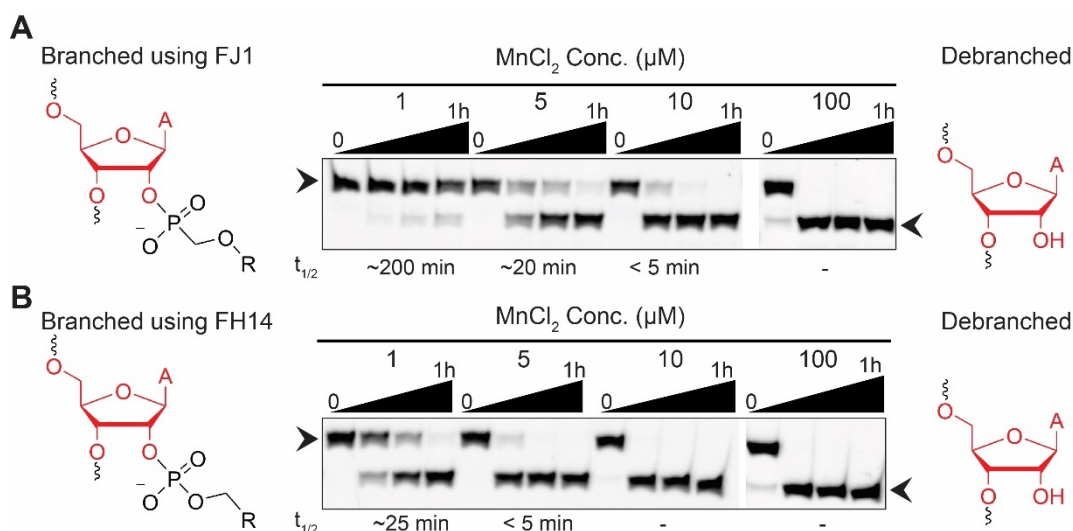 A
Branched using FJ1
MnCl₂ Conc. (μM)
Debranched
1 5 10 100
0 1h 0 1h 0 1h 0 1h
O O A
O O
⁻O P O
O
R
O O A
O OH
t₁/₂ ~200 min ~20 min < 5 min -
B
Branched using FH14
MnCl₂ Conc. (μM)
Debranched
1 5 10 100
0 1h 0 1h 0 1h 0 1h
O O A
O O
⁻O P O
O
R
O O A
O OH
t₁/₂ ~25 min < 5 min - -